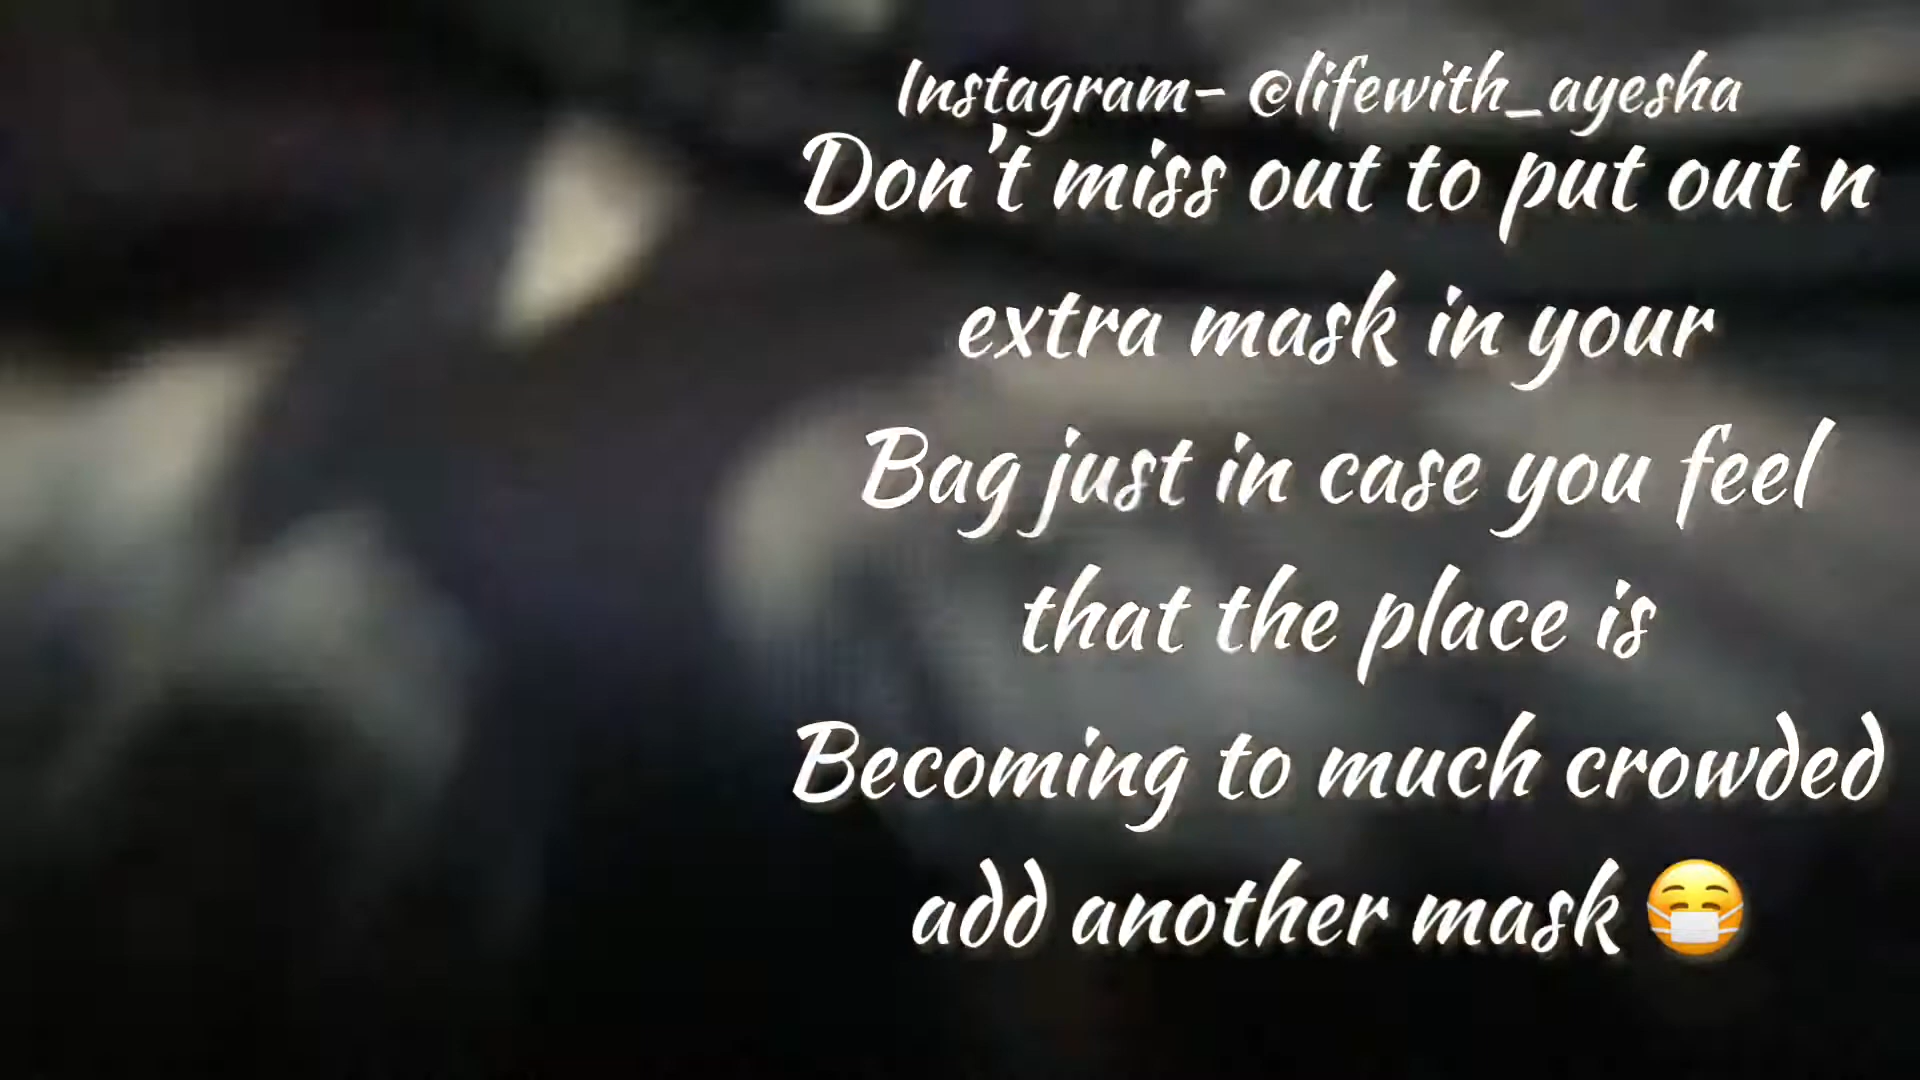 Instagram- @lifewith_ayesha
Don't miss out to put out n
extra mask in your
Bag just in case you feel
that the place is
Becoming to much crowded
add another mask 😷